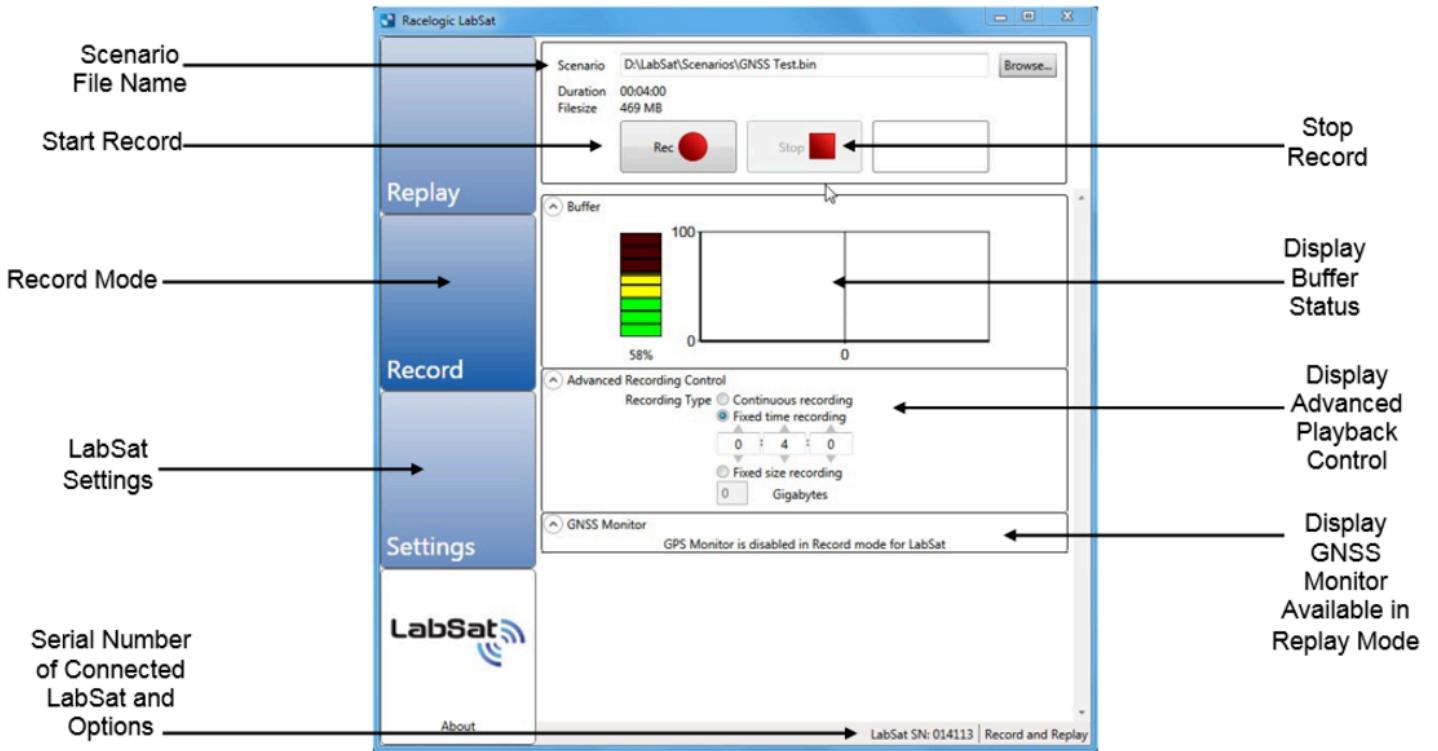 Racelogic LabSat
Scenario
File Name
Start Record
Record Mode
LabSat
Settings
Serial Number
of Connected
LabSat and
Options
Replay
Record
Settings
LabSat
About
Scenario D:\LabSat\Scenarios\GNSS Test.bin Browse...
Duration 00:04:00
Filesize 469 MB
Rec Stop
Buffer
100
0
58% 0
Advanced Recording Control
Recording Type Continuous recording
Fixed time recording
0 : 4 : 0
Fixed size recording
0 Gigabytes
GNSS Monitor
GPS Monitor is disabled in Record mode for LabSat
LabSat SN: 014113 Record and Replay
Stop
Record
Display
Buffer
Status
Display
Advanced
Playback
Control
Display
GNSS
Monitor
Available in
Replay Mode